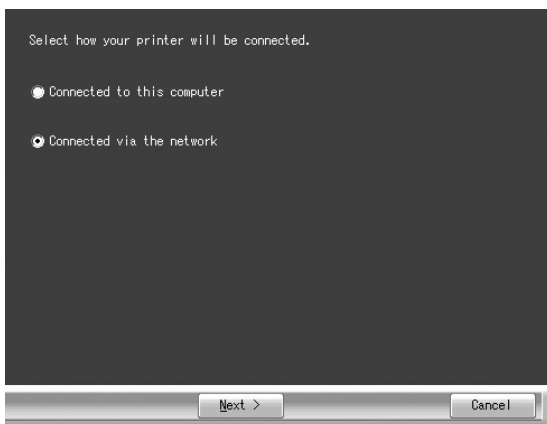 Select how your printer will be connected.
Connected to this computer
Connected via the network
Next >
Cancel